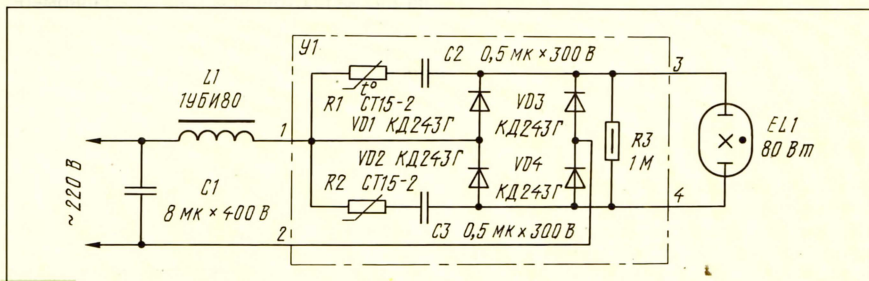 У1
C2 0,5 мк × 300 В
3
L1
1УБИ80
t°
R1 СТ15-2
VD1 КД243Г
VD3
КД243Г
1
R3
1 М
EL1
80 Вт
~220 В
C1
8 мк × 400 В
VD2 КД243Г
R2 СТ15-2
VD4
КД243Г
4
2
C3 0,5 мк × 300 В